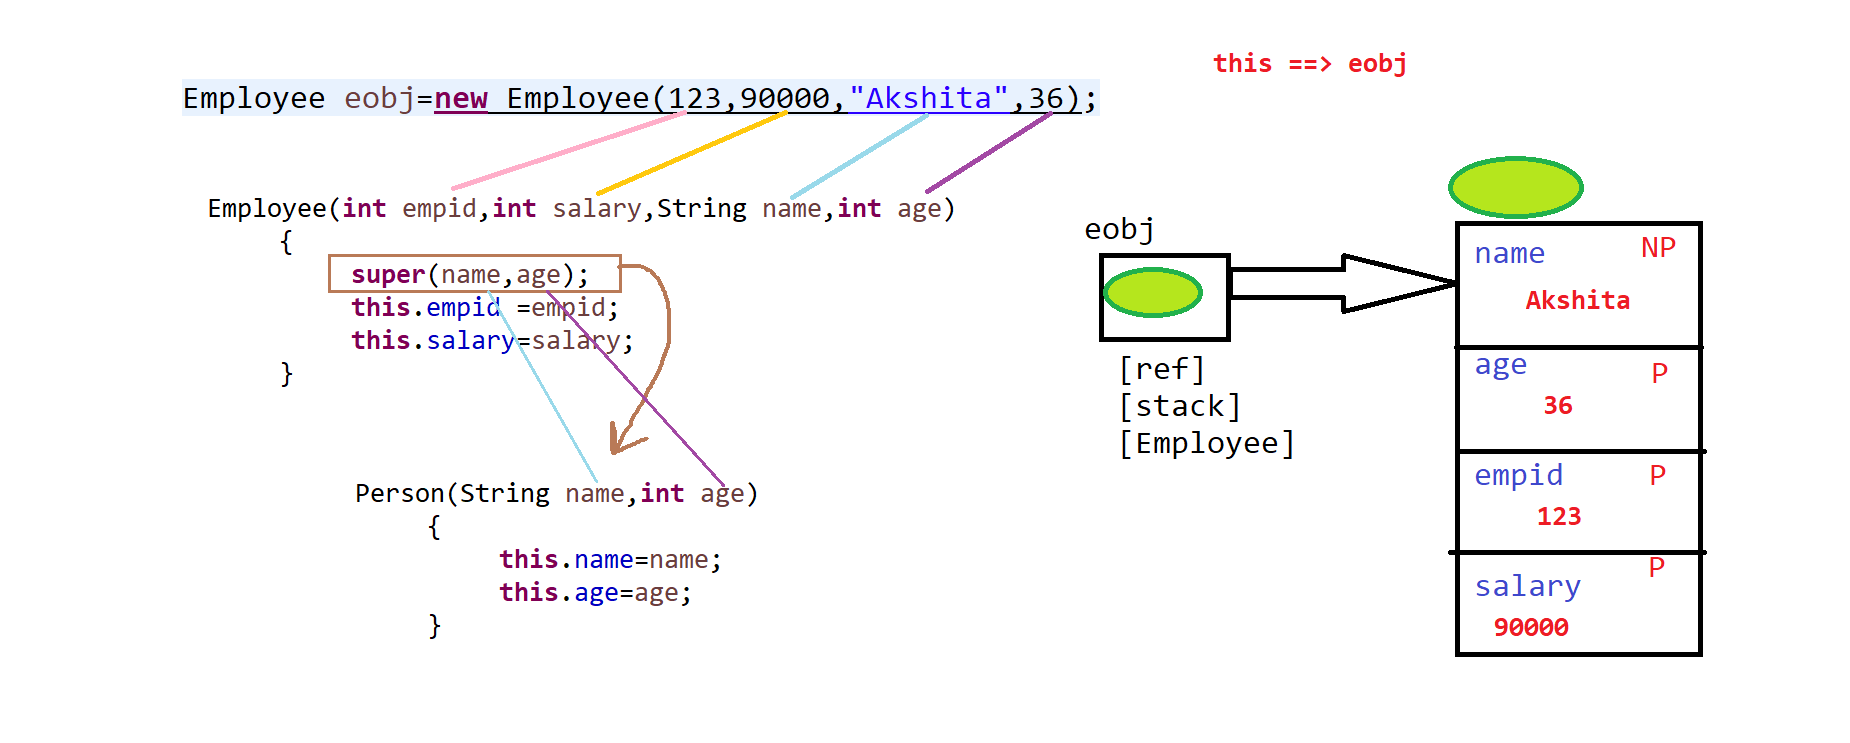 this ==> eobj
Employee eobj=new Employee(123,90000,"Akshita",36);
Employee(int empid,int salary,String name,int age)
{
super(name,age);
this.empid =empid;
this.salary=salary;
}
Person(String name,int age)
{
this.name=name;
this.age=age;
}
eobj
[ref]
[stack]
[Employee]
name NP
Akshita
age P
36
empid P
123
salary P
90000